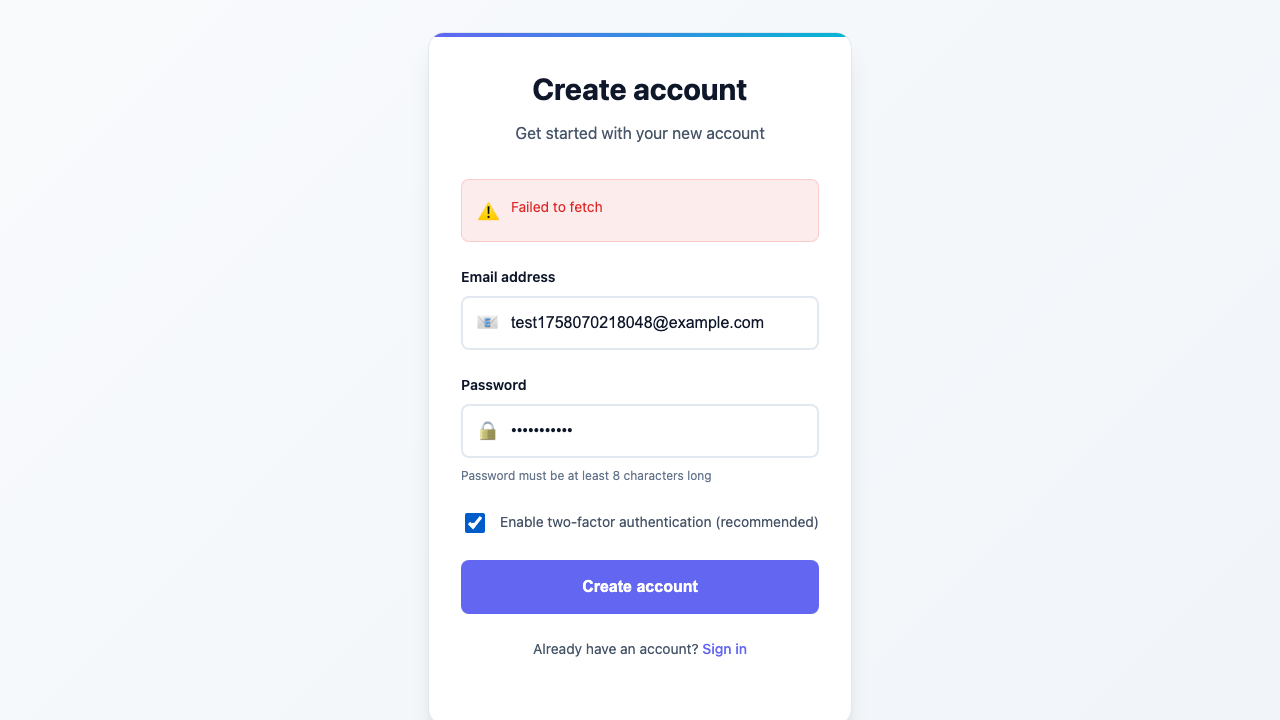 Create account
Get started with your new account
Failed to fetch
Email address
test1758070218048@example.com
Password
•••••••••••
Password must be at least 8 characters long
Enable two-factor authentication (recommended)
Create account
Already have an account? Sign in